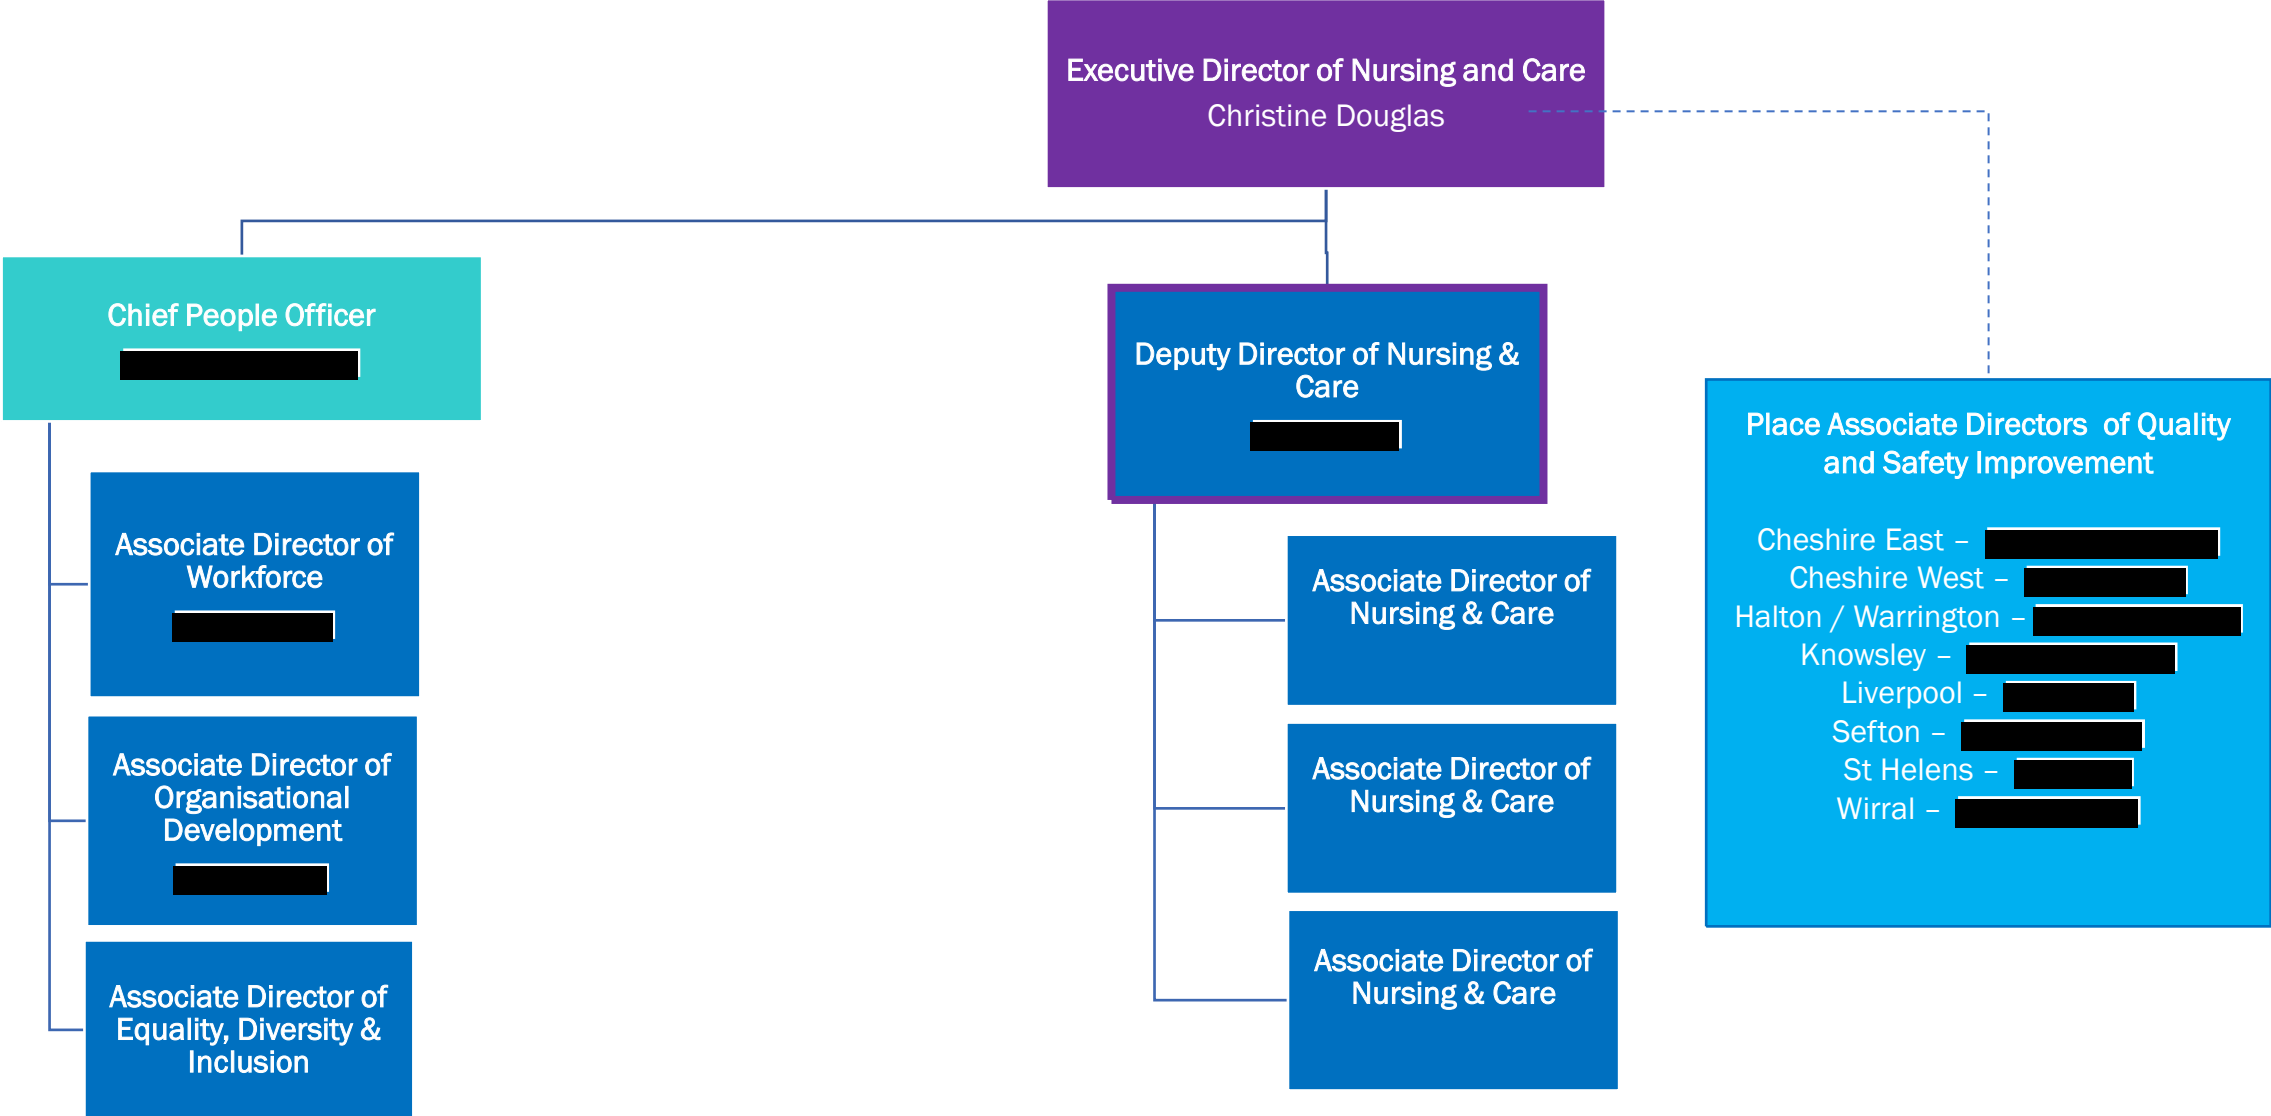 Executive Director of Nursing and Care
Christine Douglas
Chief People Officer
Deputy Director of Nursing &
Care
Place Associate Directors of Quality
and Safety Improvement
Cheshire East –
Cheshire West –
Halton / Warrington –
Knowsley –
Liverpool –
Sefton –
St Helens –
Wirral –
Associate Director of
Workforce
Associate Director of
Organisational
Development
Associate Director of
Equality, Diversity &
Inclusion
Associate Director of
Nursing & Care
Associate Director of
Nursing & Care
Associate Director of
Nursing & Care